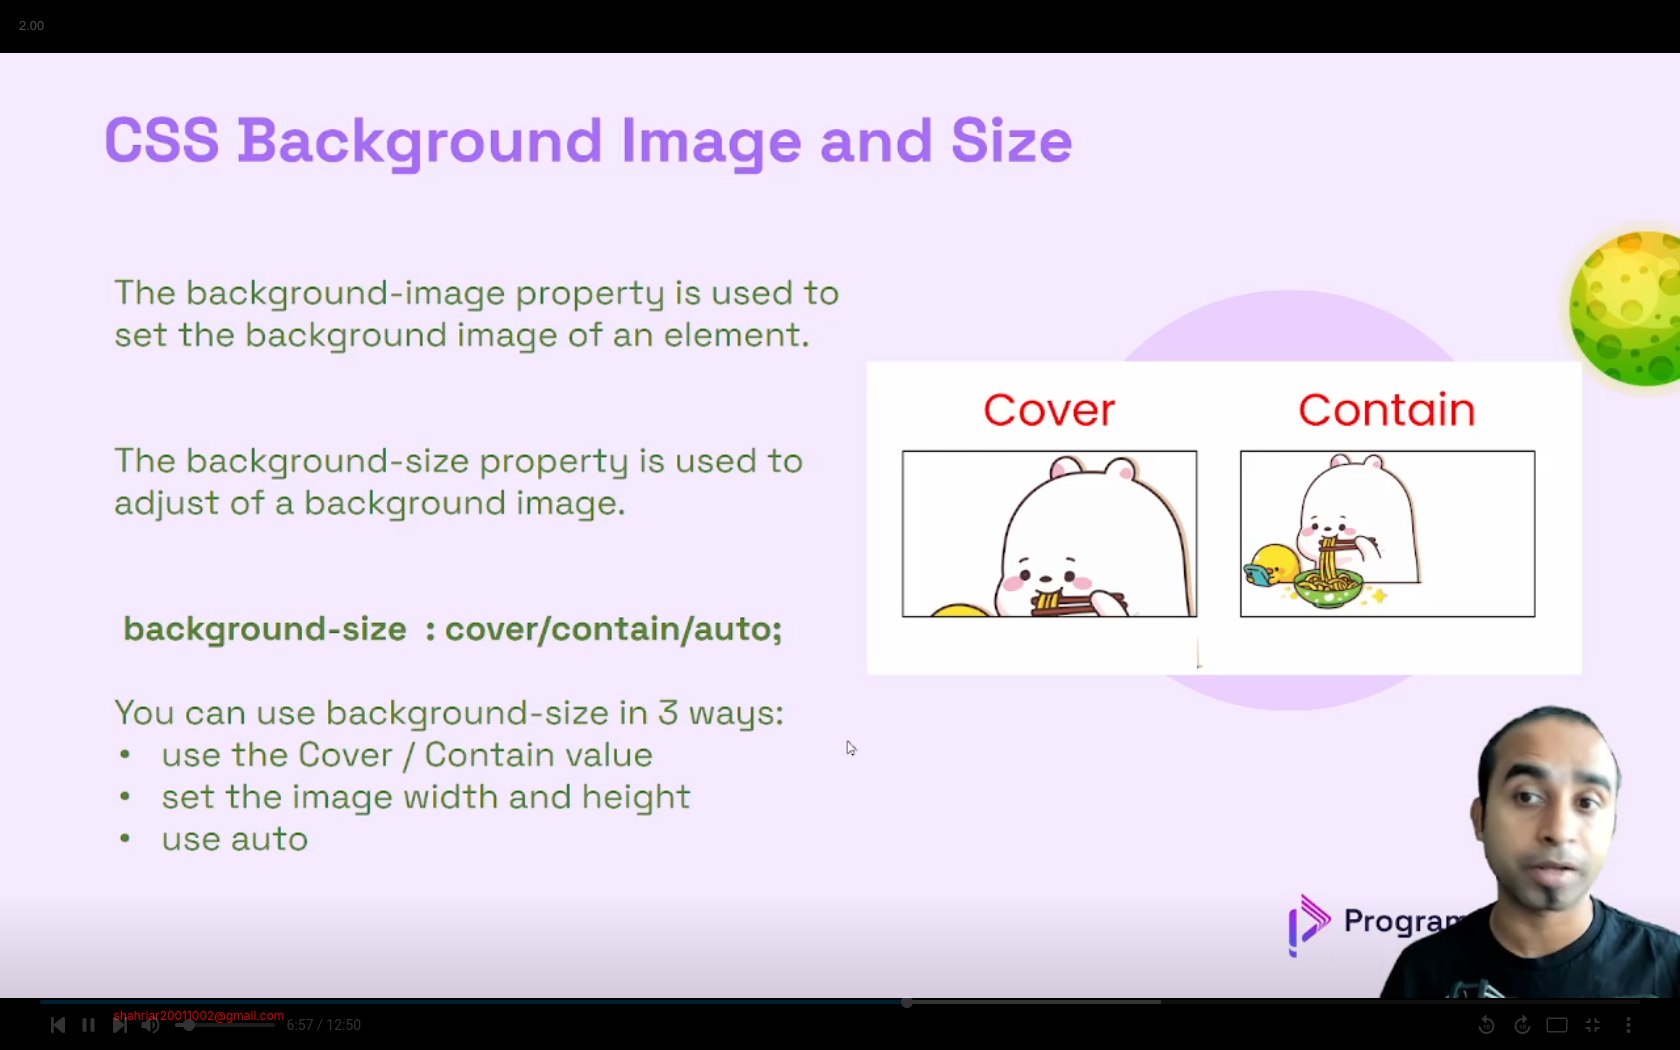 2.00
CSS Background Image and Size
The background-image property is used to
set the background image of an element.
The background-size property is used to
adjust of a background image.
background-size : cover/contain/auto;
You can use background-size in 3 ways:
• use the Cover / Contain value
• set the image width and height
• use auto
Cover
Contain
shahriar20011002@gmail.com
6:57 / 12:50